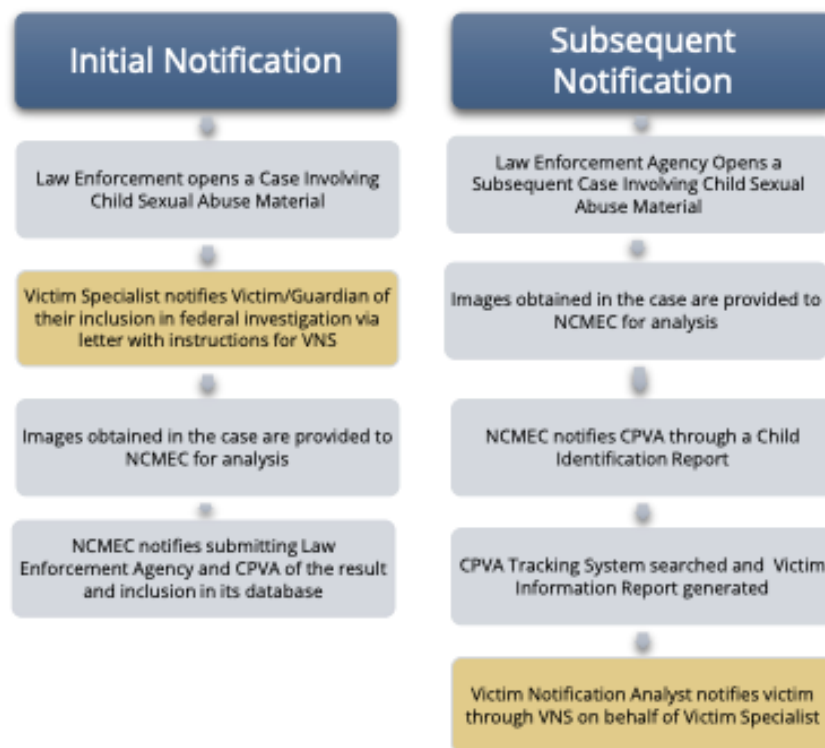 Initial Notification
Law Enforcement opens a Case Involving
Child Sexual Abuse Material
Victim Specialist notifies Victim/Guardian of
their inclusion in federal investigation via
letter with instructions for VNS
Images obtained in the case are provided to
NCMEC for analysis
NCMEC notifies submitting Law
Enforcement Agency and CPVA of the result
and inclusion in its database
Subsequent
Notification
Law Enforcement Agency Opens a
Subsequent Case Involving Child Sexual
Abuse Material
Images obtained in the case are provided to
NCMEC for analysis
NCMEC notifies CPVA through a Child
Identification Report
CPVA Tracking System searched and Victim
Information Report generated
Victim Notification Analyst notifies victim
through VNS on behalf of Victim Specialist